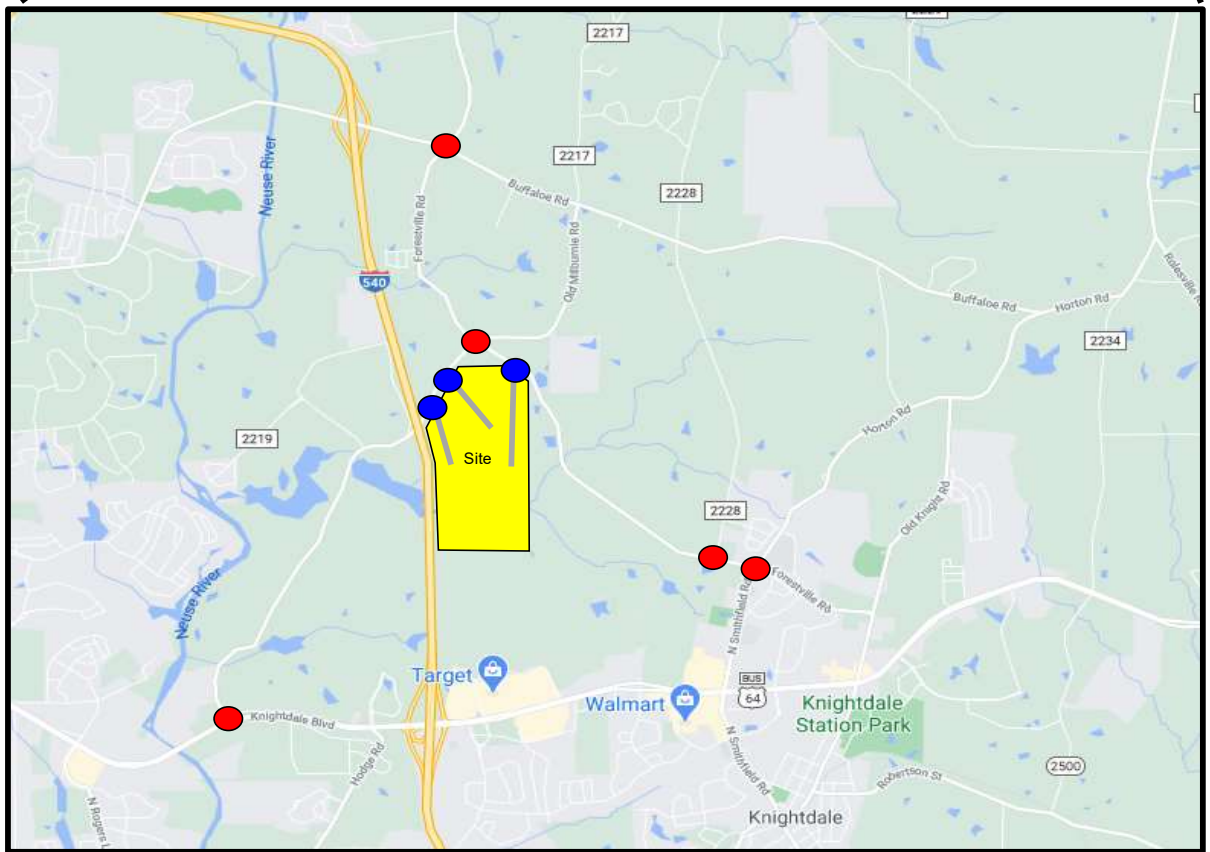 2217
Neuse River
2217
Buffaloe Rd
2228
Forestville Rd
Old Milburnie Rd
540
Buffaloe Rd
Horton Rd
2234
Horton Rd
2219
Site
Old Knight Rd
2228
Forestville Rd
N Smithfield Rd
Neuse River
Target
Walmart
BUS
64
Knightdale
Station Park
Knightdale Blvd
Hodge Rd
N Smithfield Rd
2500
Robertson St
Knightdale